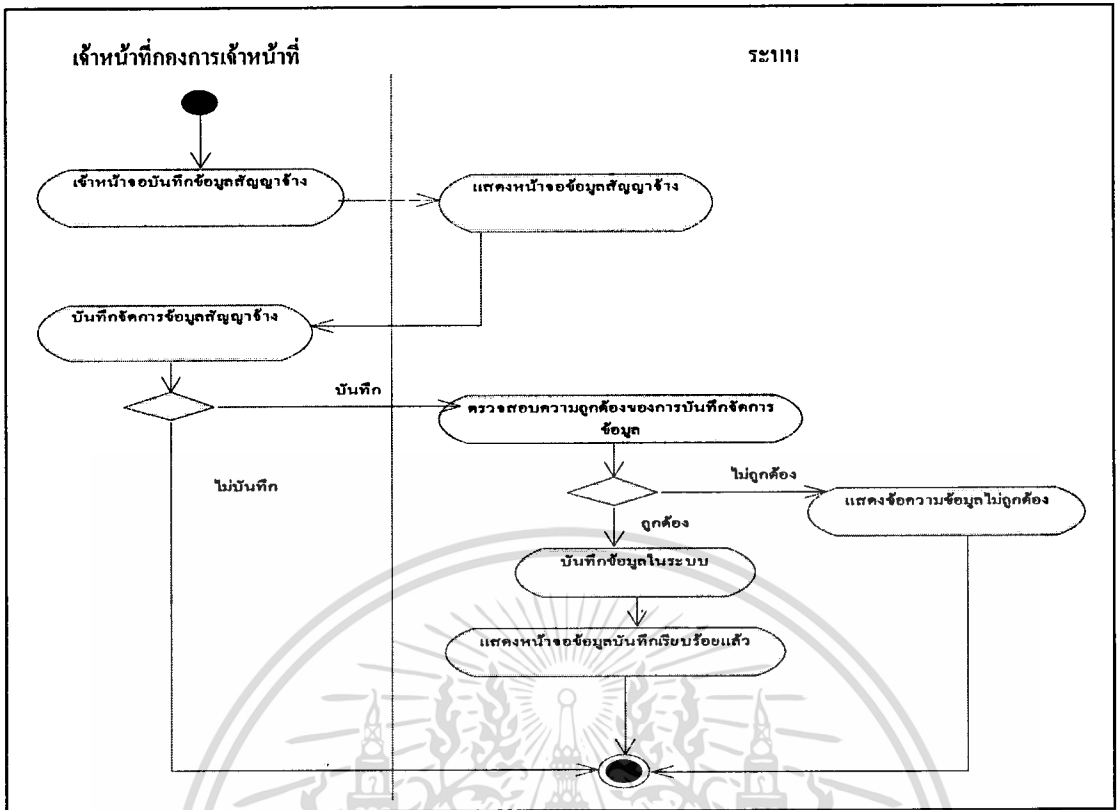 เจ้าหน้าที่กองการเจ้าหน้าที่
ระบบ
เข้าหน้าจอบันทึกข้อมูลสัญญาจ้าง
แสดงหน้าจอข้อมูลสัญญาจ้าง
บันทึกจัดการข้อมูลสัญญาจ้าง
บันทึก
ตรวจสอบความถูกต้องของการบันทึกจัดการ
ข้อมูล
ไม่บันทึก
ไม่ถูกต้อง
แสดงข้อความข้อมูลไม่ถูกต้อง
ถูกต้อง
บันทึกข้อมูลในระบบ
แสดงหน้าจอข้อมูลบันทึกเรียบร้อยแล้ว